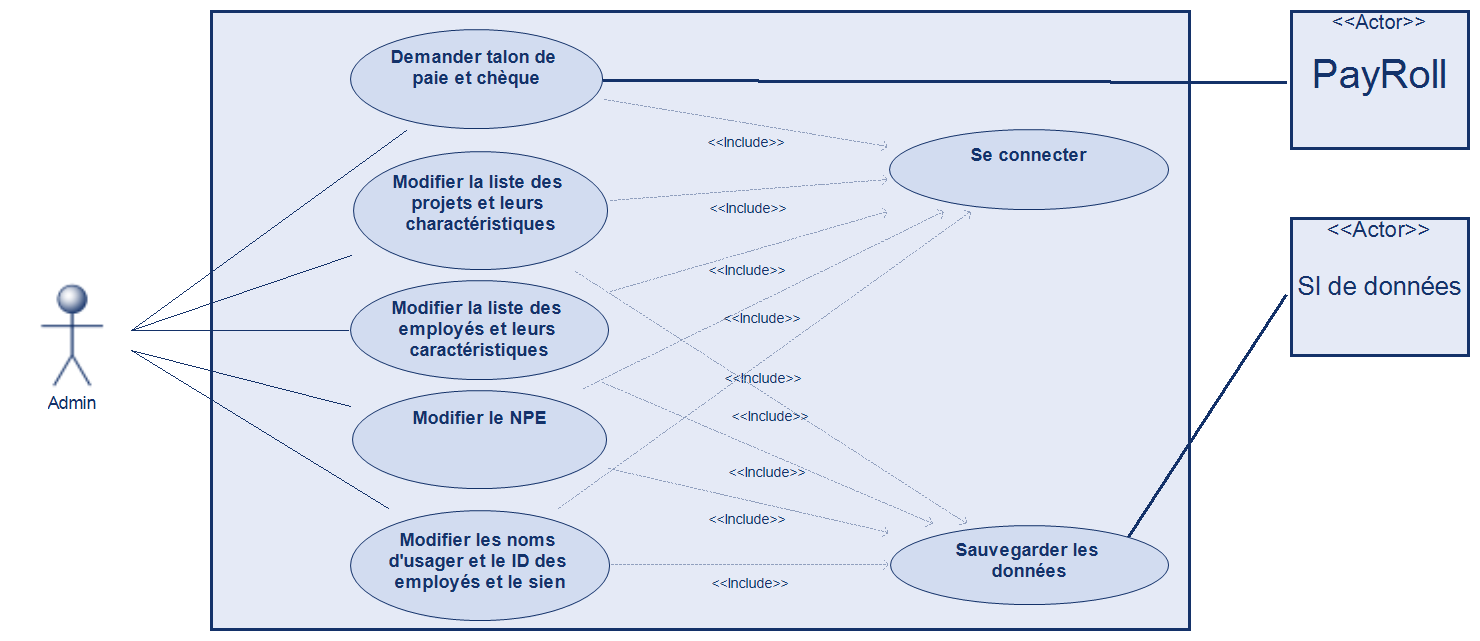 <<Actor>>
PayRoll
Demander talon de
paie et chèque
<<Include>>
Se connecter
Modifier la liste des
projets et leurs
charactéristiques
<<Include>>
<<Actor>>
SI de données
<<Include>>
Modifier la liste des
employés et leurs
caractéristiques
<<Include>>
<<Include>>
Admin
Modifier le NPE
<<Include>>
<<Include>>
<<Include>>
Modifier les noms
d'usager et le ID des
employés et le sien
Sauvegarder les
données
<<Include>>